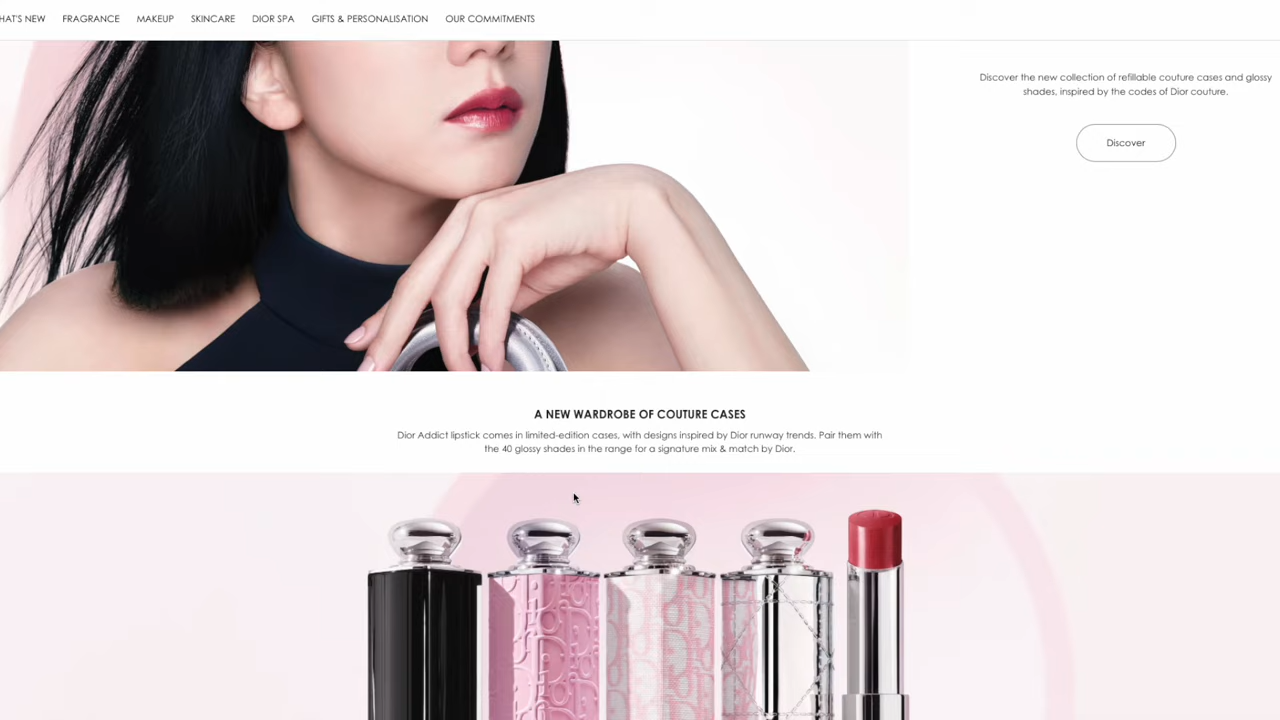 HAT'S NEW FRAGRANCE MAKEUP SKINCARE DIOR SPA GIFTS & PERSONALISATION OUR COMMITMENTS
Discover the new collection of refillable couture cases and glossy
shades, inspired by the codes of Dior couture.
Discover
A NEW WARDROBE OF COUTURE CASES
Dior Addict lipstick comes in limited-edition cases, with designs inspired by Dior runway trends. Pair them with
the 40 glossy shades in the range for a signature mix & match by Dior.